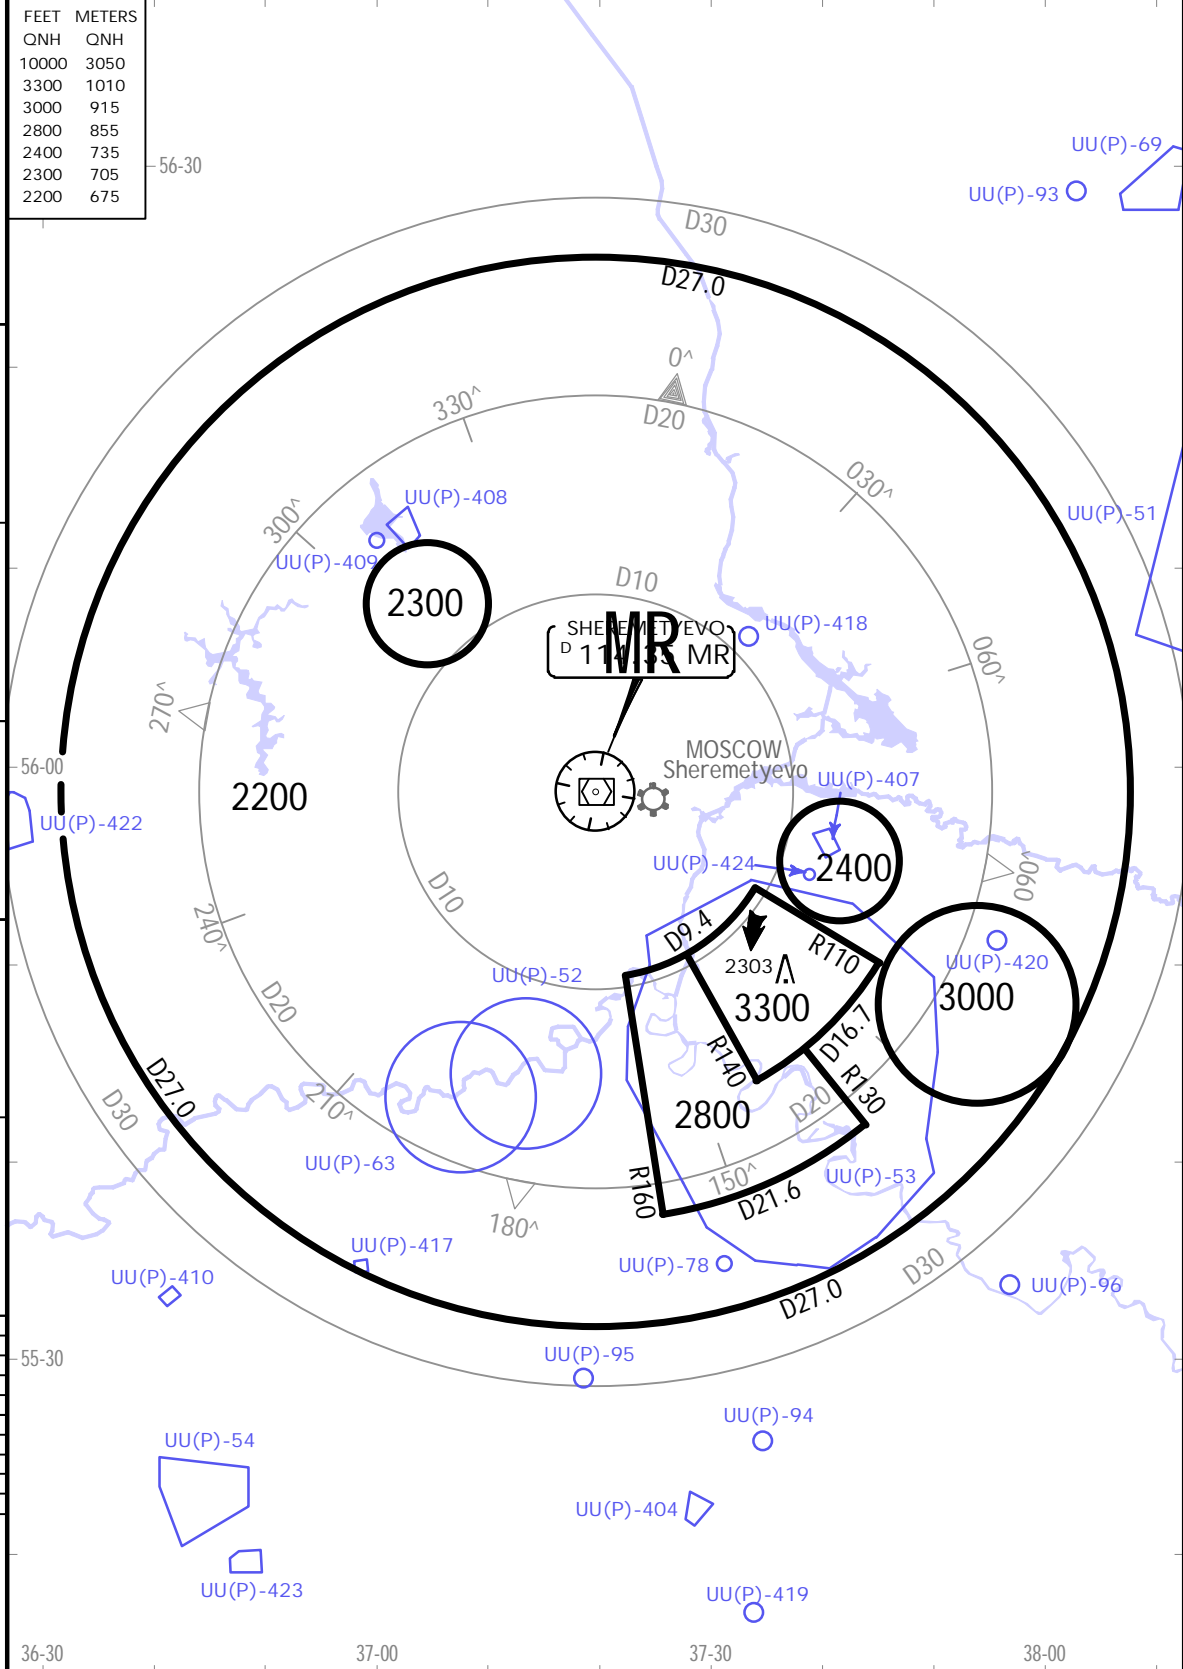 FEET METERS
QNH QNH
10000 3050
3300 1010
3000 915
2800 855
2400 735
2300 705
2200 675
56-30
UU(P)-69
UU(P)-93
D30
D27.0
0^
D20
330^
030^
UU(P)-408
300^
UU(P)-51
UU(P)-409
D10
2300
SHEREMETYEVO
MR
D 114.35 MR
UU(P)-418
060^
270^
MOSCOW
Sheremetyevo
56-00
UU(P)-407
2200
UU(P)-422
UU(P)-424
2400
090^
D10
240^
D9.4
R110
UU(P)-420
2303
UU(P)-52
3000
3300
D20
D16.7
R140
D27.0
R130
D30
210^
2800
D20
UU(P)-63
150^
UU(P)-53
R160
D21.6
180^
UU(P)-417
UU(P)-78
D30
UU(P)-410
UU(P)-96
D27.0
55-30
UU(P)-95
UU(P)-94
UU(P)-54
UU(P)-404
UU(P)-423
UU(P)-419
36-30 37-00 37-30 38-00